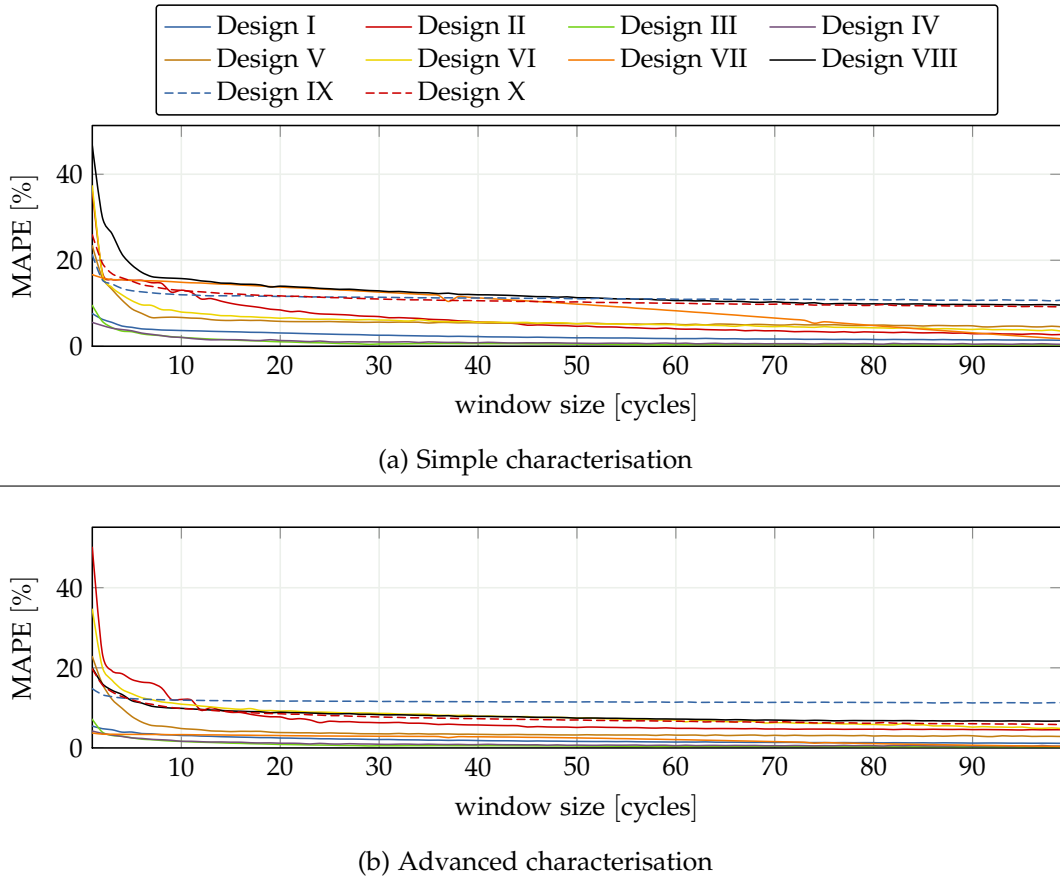 Design I Design II Design III Design IV
Design V Design VI Design VII Design VIII
Design IX Design X
MAPE [%]
40
20
0
10 20 30 40 50 60 70 80 90
window size [cycles]
(a) Simple characterisation
MAPE [%]
40
20
0
10 20 30 40 50 60 70 80 90
window size [cycles]
(b) Advanced characterisation